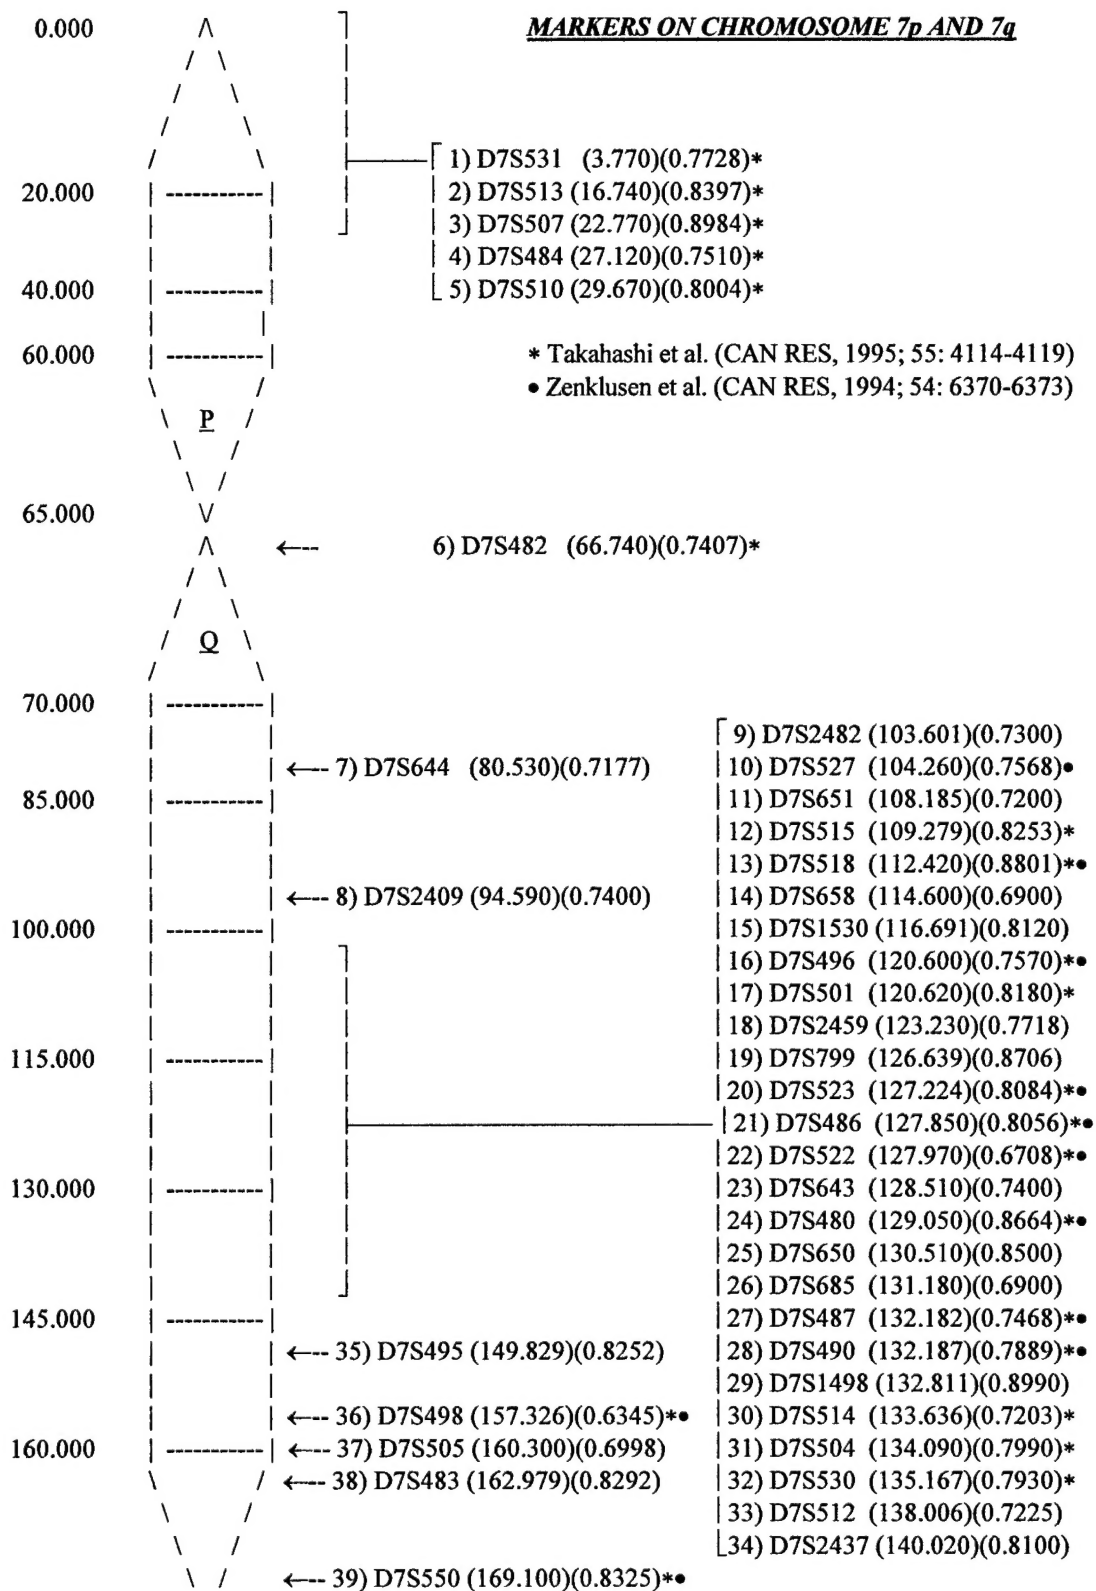 MARKERS ON CHROMOSOME 7p AND 7q
0.000
20.000
40.000
60.000
P
65.000
Q
70.000
85.000
100.000
115.000
130.000
145.000
160.000
1) D7S531 (3.770)(0.7728)*
2) D7S513 (16.740)(0.8397)*
3) D7S507 (22.770)(0.8984)*
4) D7S484 (27.120)(0.7510)*
5) D7S510 (29.670)(0.8004)*
* Takahashi et al. (CAN RES, 1995; 55: 4114-4119)
• Zenklusen et al. (CAN RES, 1994; 54: 6370-6373)
6) D7S482 (66.740)(0.7407)*
7) D7S644 (80.530)(0.7177)
8) D7S2409 (94.590)(0.7400)
9) D7S2482 (103.601)(0.7300)
10) D7S527 (104.260)(0.7568)•
11) D7S651 (108.185)(0.7200)
12) D7S515 (109.279)(0.8253)*
13) D7S518 (112.420)(0.8801)*•
14) D7S658 (114.600)(0.6900)
15) D7S1530 (116.691)(0.8120)
16) D7S496 (120.600)(0.7570)*•
17) D7S501 (120.620)(0.8180)*
18) D7S2459 (123.230)(0.7718)
19) D7S799 (126.639)(0.8706)
20) D7S523 (127.224)(0.8084)*•
21) D7S486 (127.850)(0.8056)*•
22) D7S522 (127.970)(0.6708)*•
23) D7S643 (128.510)(0.7400)
24) D7S480 (129.050)(0.8664)*•
25) D7S650 (130.510)(0.8500)
26) D7S685 (131.180)(0.6900)
27) D7S487 (132.182)(0.7468)*•
28) D7S490 (132.187)(0.7889)*•
29) D7S1498 (132.811)(0.8990)
30) D7S514 (133.636)(0.7203)*
31) D7S504 (134.090)(0.7990)*
32) D7S530 (135.167)(0.7930)*
33) D7S512 (138.006)(0.7225)
34) D7S2437 (140.020)(0.8100)
35) D7S495 (149.829)(0.8252)
36) D7S498 (157.326)(0.6345)*•
37) D7S505 (160.300)(0.6998)
38) D7S483 (162.979)(0.8292)
39) D7S550 (169.100)(0.8325)*•